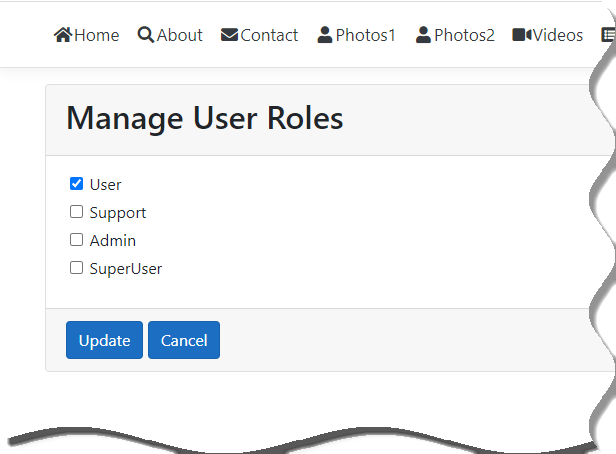 Home About Contact Photos1 Photos2 Videos
Manage User Roles
User
Support
Admin
SuperUser
Update Cancel